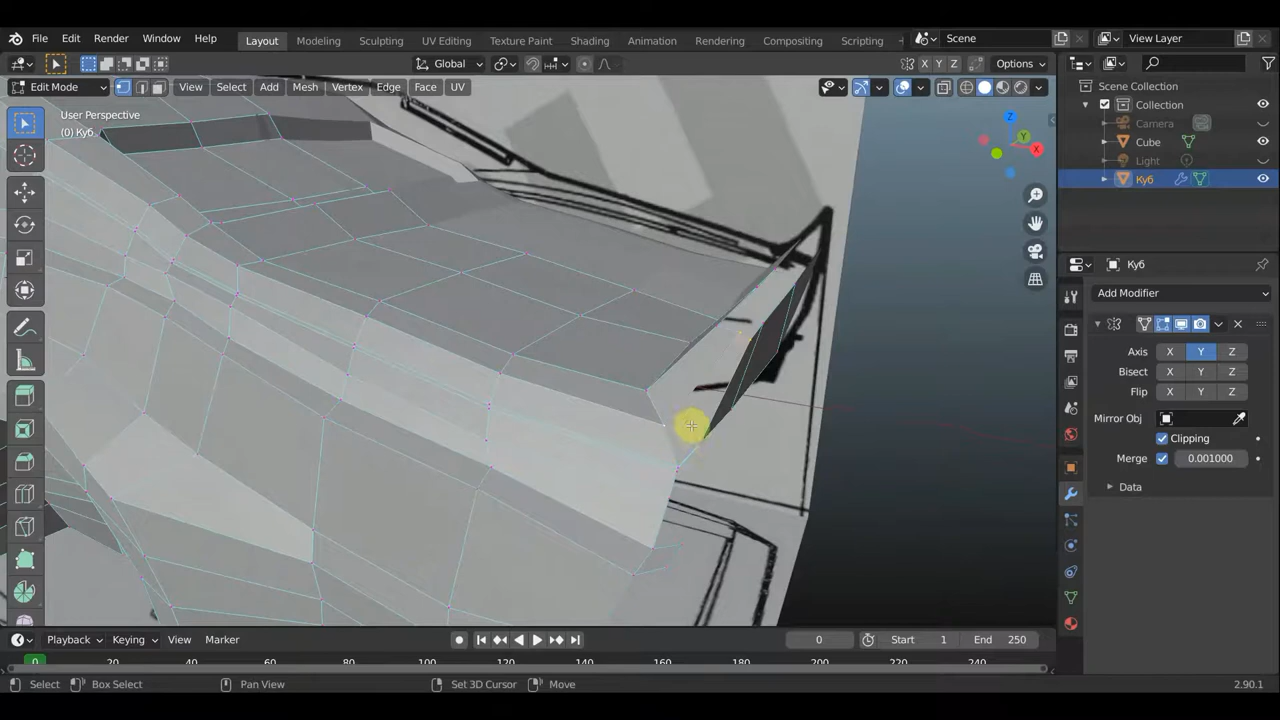 File Edit Render Window Help Layout Modeling Sculpting UV Editing Texture Paint Shading Animation Rendering Compositing Scripting Scene View Layer
Global Options
Edit Mode View Select Add Mesh Vertex Edge Face UV
X Y Z
User Perspective
(0) Куб
Z
Y
X
Scene Collection
Collection
Camera
Cube
Light
Куб
Куб
Add Modifier
Axis X Y Z
Bisect X Y Z
Flip X Y Z
Mirror Obj
Clipping
Merge 0.001000
Data
Playback Keying View Marker 0 Start 1 End 250
0 20 40 60 80 100 120 140 160 180 200 220 240
Select Box Select Pan View Set 3D Cursor Move 2.90.1